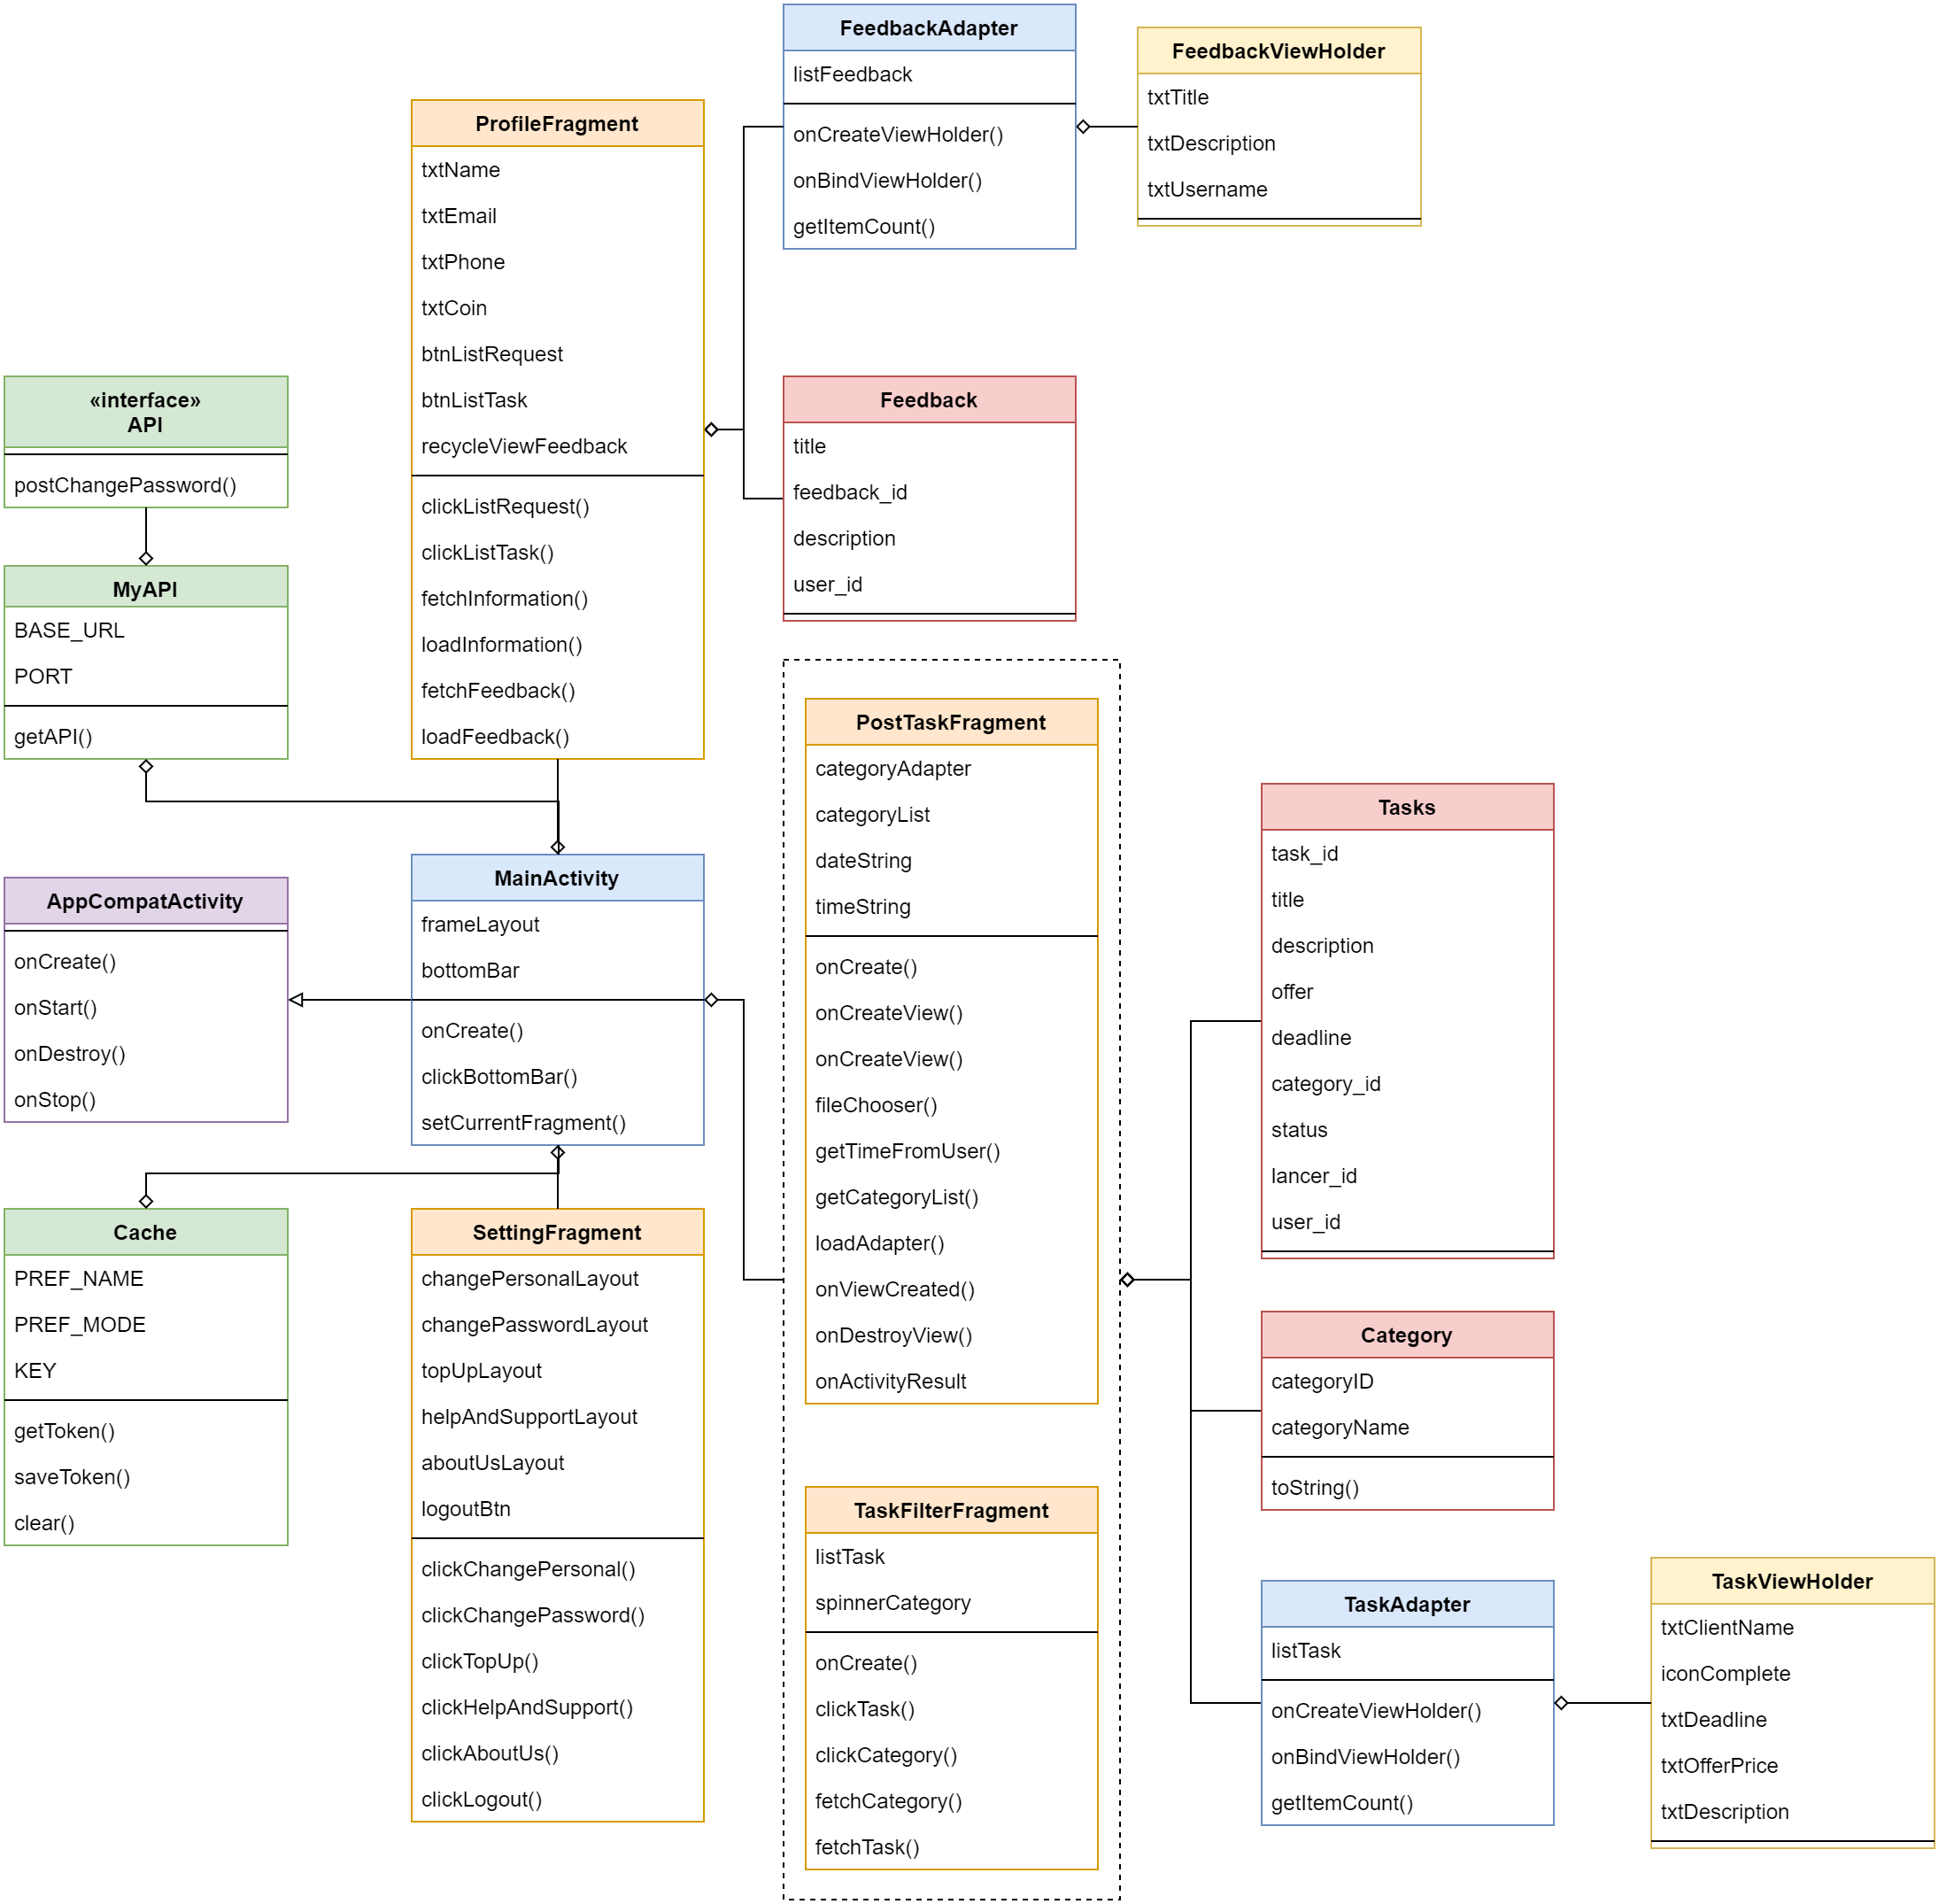 FeedbackAdapter
listFeedback
onCreateViewHolder()
onBindViewHolder()
getItemCount()
FeedbackViewHolder
txtTitle
txtDescription
txtUsername
ProfileFragment
txtName
txtEmail
txtPhone
txtCoin
btnListRequest
btnListTask
recycleViewFeedback
clickListRequest()
clickListTask()
fetchInformation()
loadInformation()
fetchFeedback()
loadFeedback()
«interface»
API
postChangePassword()
Feedback
title
feedback_id
description
user_id
MyAPI
BASE_URL
PORT
getAPI()
PostTaskFragment
categoryAdapter
categoryList
dateString
timeString
onCreate()
onCreateView()
onCreateView()
fileChooser()
getTimeFromUser()
getCategoryList()
loadAdapter()
onViewCreated()
onDestroyView()
onActivityResult
Tasks
task_id
title
description
offer
deadline
category_id
status
lancer_id
user_id
AppCompatActivity
onCreate()
onStart()
onDestroy()
onStop()
MainActivity
frameLayout
bottomBar
onCreate()
clickBottomBar()
setCurrentFragment()
Cache
PREF_NAME
PREF_MODE
KEY
getToken()
saveToken()
clear()
SettingFragment
changePersonalLayout
changePasswordLayout
topUpLayout
helpAndSupportLayout
aboutUsLayout
logoutBtn
clickChangePersonal()
clickChangePassword()
clickTopUp()
clickHelpAndSupport()
clickAboutUs()
clickLogout()
Category
categoryID
categoryName
toString()
TaskFilterFragment
listTask
spinnerCategory
onCreate()
clickTask()
clickCategory()
fetchCategory()
fetchTask()
TaskAdapter
listTask
onCreateViewHolder()
onBindViewHolder()
getItemCount()
TaskViewHolder
txtClientName
iconComplete
txtDeadline
txtOfferPrice
txtDescription